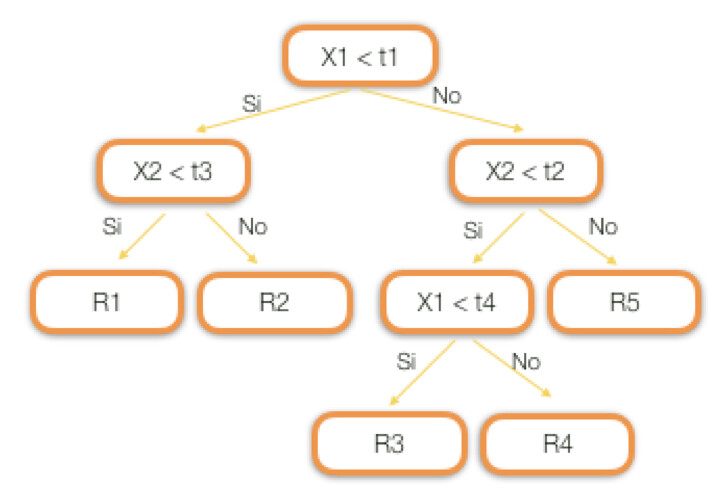 X1 < t1
Si
No
X2 < t3
X2 < t2
Si
No
Si
No
R1
R2
X1 < t4
R5
Si
No
R3
R4